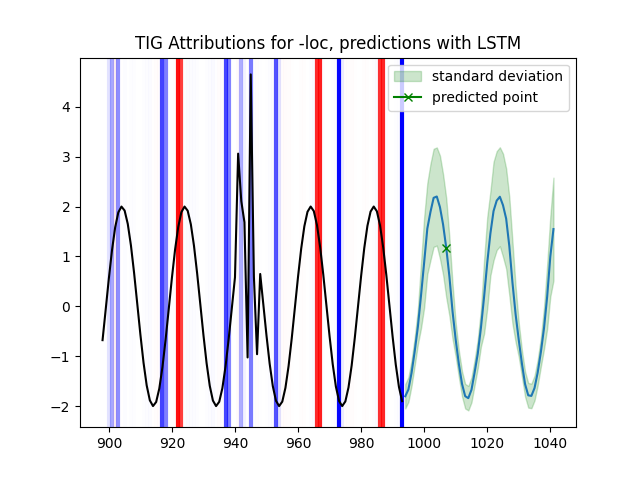 TIG Attributions for -loc, predictions with LSTM
standard deviation
predicted point
4
3
2
1
0
−1
−2
900 920 940 960 980 1000 1020 1040